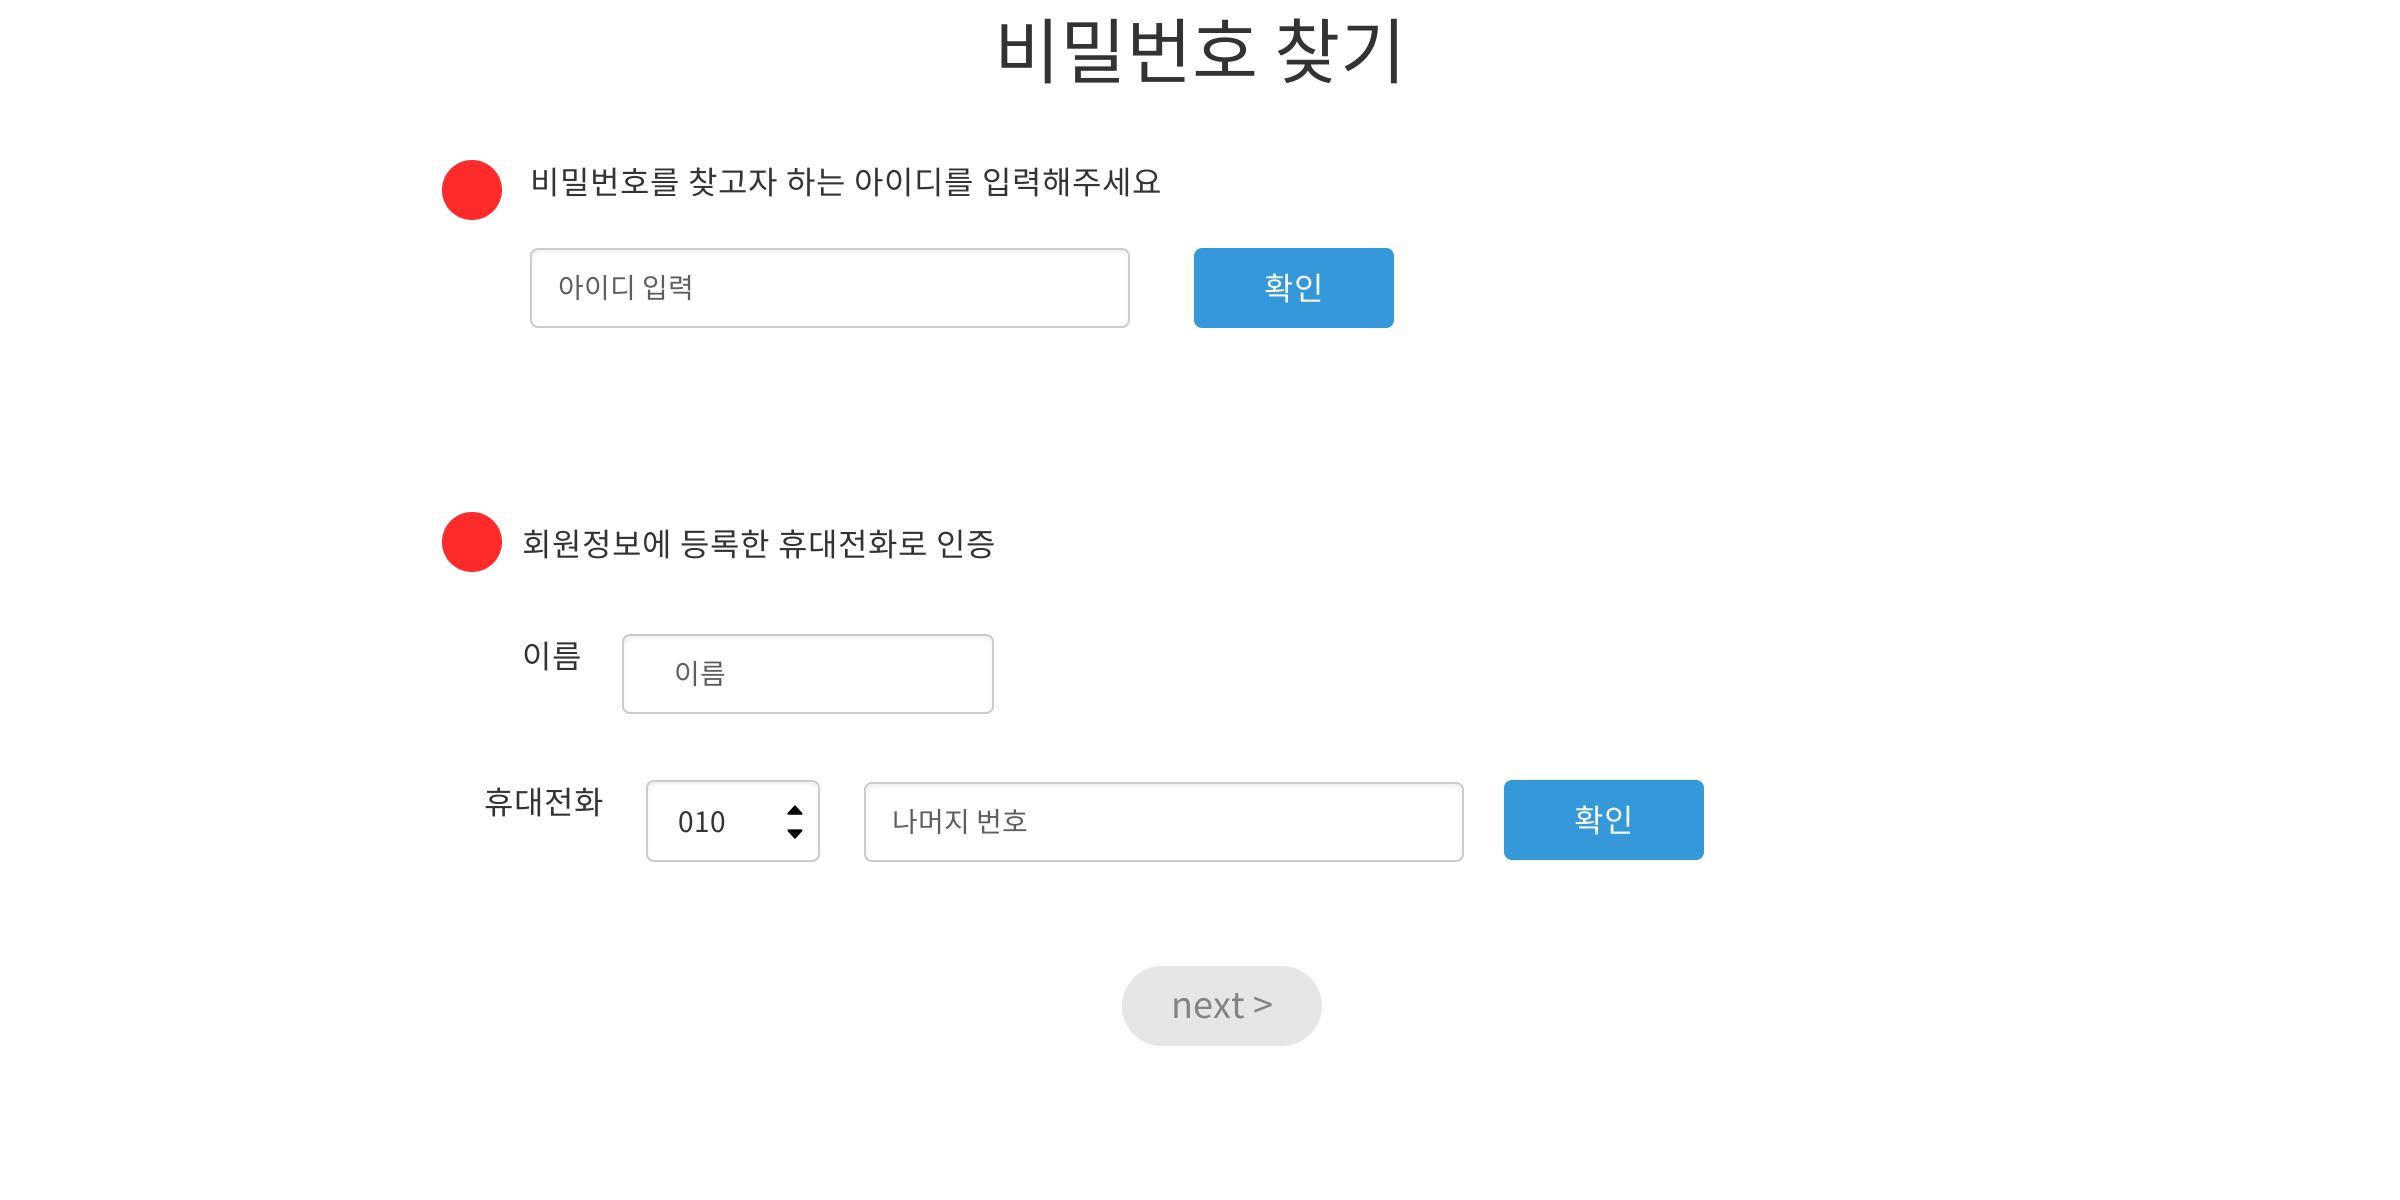 비밀번호 찾기
비밀번호를 찾고자 하는 아이디를 입력해주세요
아이디 입력
확인
회원정보에 등록한 휴대전화로 인증
이름
이름
휴대전화
010
나머지 번호
확인
next >